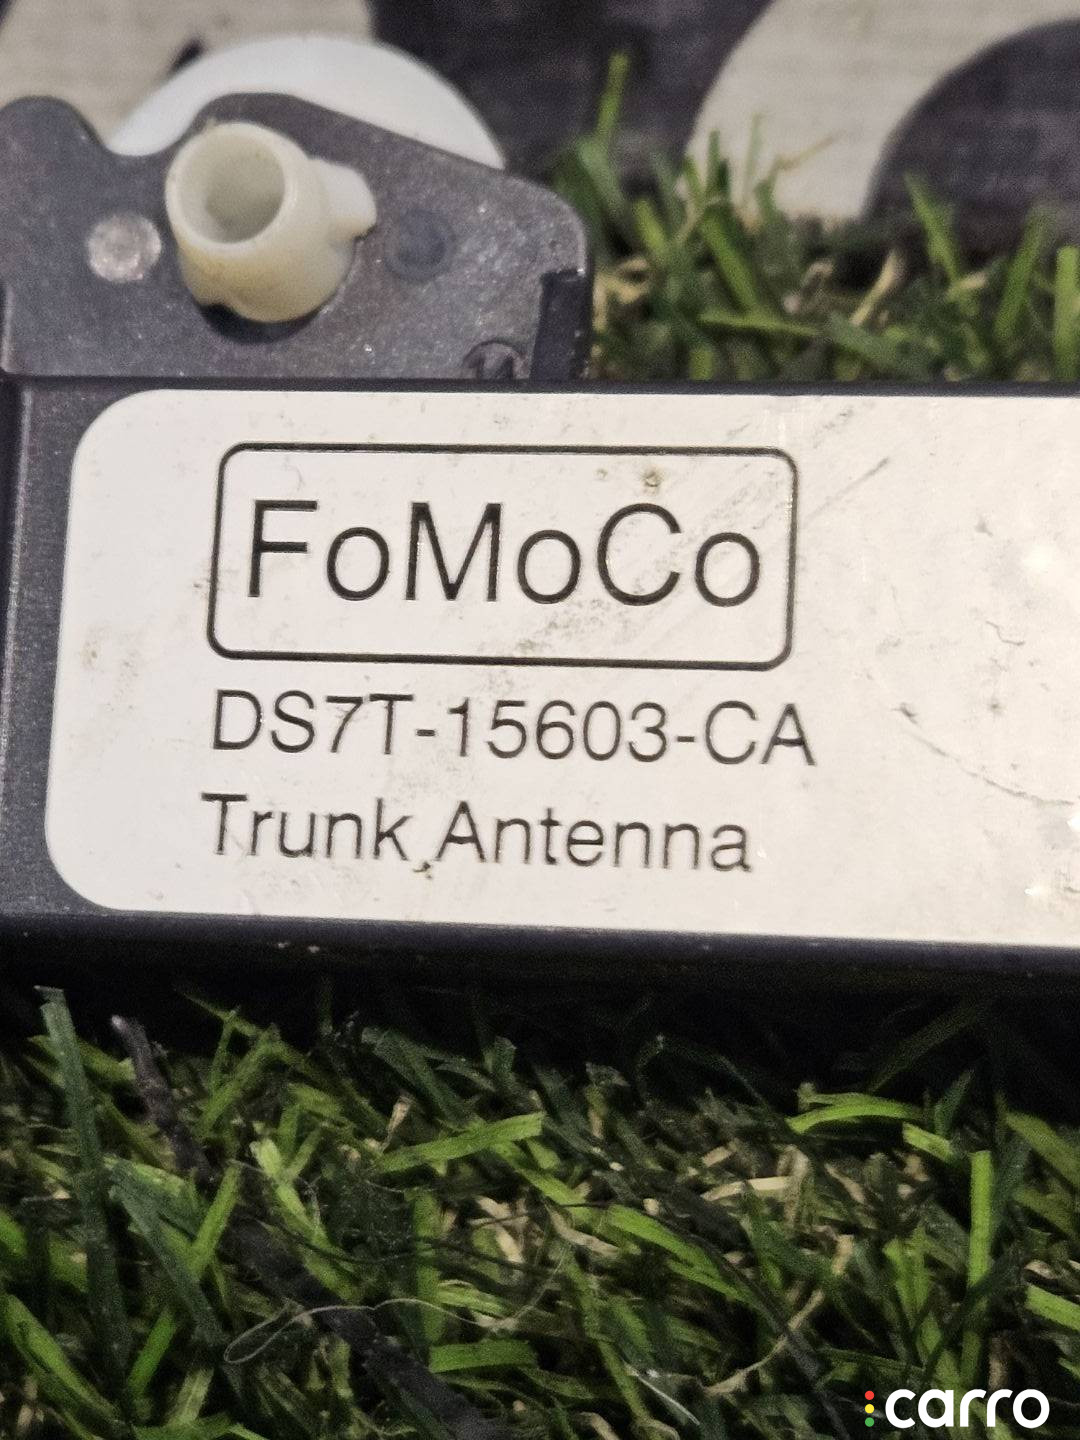 FoMoCo
DS7T-15603-CA
Trunk Antenna
carro